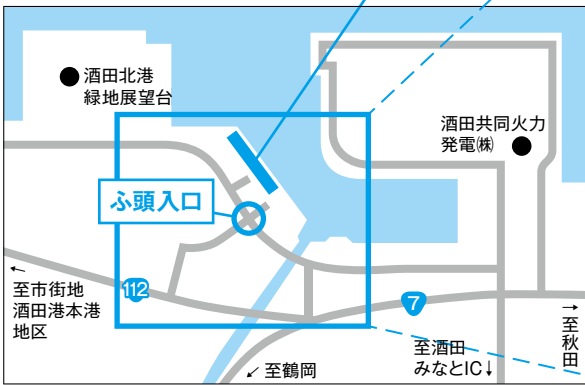 酒田北港
緑地展望台
酒田共同火力
発電㈱
ふ頭入口
112
7
←
至市街地
酒田港本港
地区
↙至鶴岡
至酒田
みなとIC↓
→至秋田